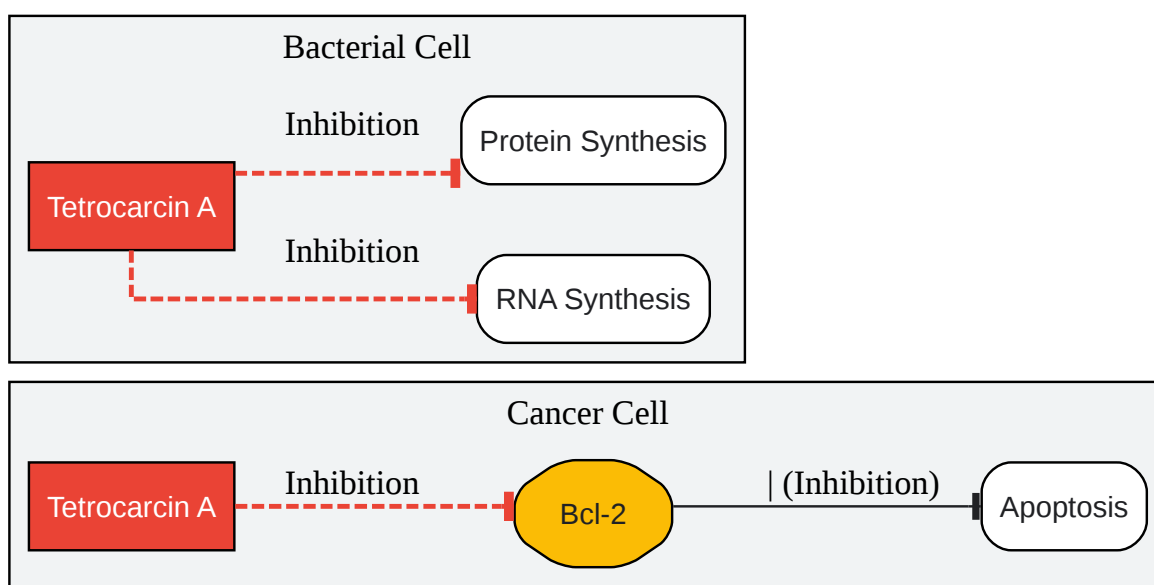 Bacterial Cell
Inhibition
Protein Synthesis
Tetrocarcin A
Inhibition
RNA Synthesis
Cancer Cell
Tetrocarcin A
Inhibition
Bcl-2
| (Inhibition)
Apoptosis